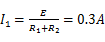 I₁ = E / (R₁ + R₂) = 0.3A